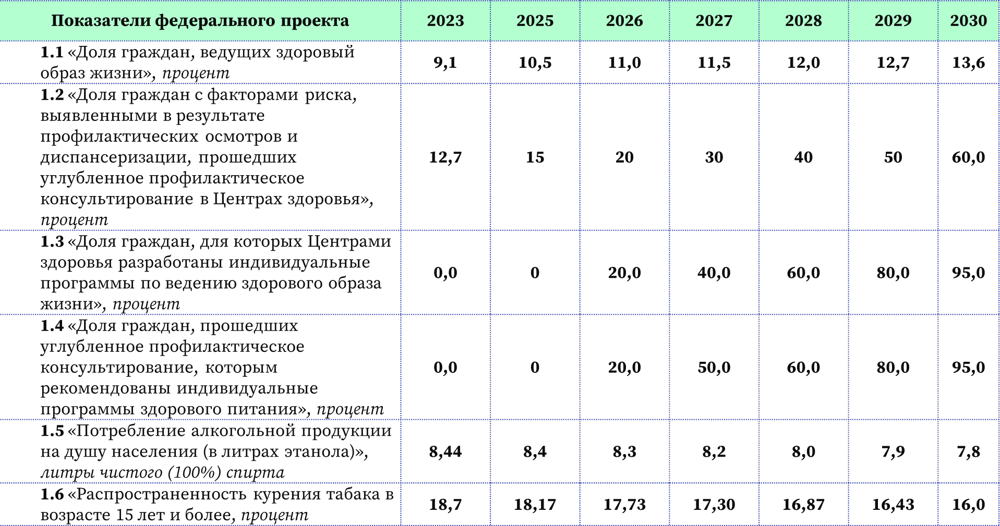 Показатели федерального проекта 2023 2025 2026 2027 2028 2029 2030
1.1 «Доля граждан, ведущих здоровый
образ жизни», процент
9,1 10,5 11,0 11,5 12,0 12,7 13,6
1.2 «Доля граждан с факторами риска,
выявленными в результате
профилактических осмотров и
диспансеризации, прошедших
углубленное профилактическое
консультирование в Центрах здоровья»,
процент
12,7 15 20 30 40 50 60,0
1.3 «Доля граждан, для которых Центрами
здоровья разработаны индивидуальные
программы по ведению здорового образа
жизни», процент
0,0 0 20,0 40,0 60,0 80,0 95,0
1.4 «Доля граждан, прошедших
углубленное профилактическое
консультирование, которым
рекомендованы индивидуальные
программы здорового питания», процент
0,0 0 20,0 50,0 60,0 80,0 95,0
1.5 «Потребление алкогольной продукции
на душу населения (в литрах этанола)»,
литры чистого (100%) спирта
8,44 8,4 8,3 8,2 8,0 7,9 7,8
1.6 «Распространенность курения табака в
возрасте 15 лет и более, процент
18,7 18,17 17,73 17,30 16,87 16,43 16,0